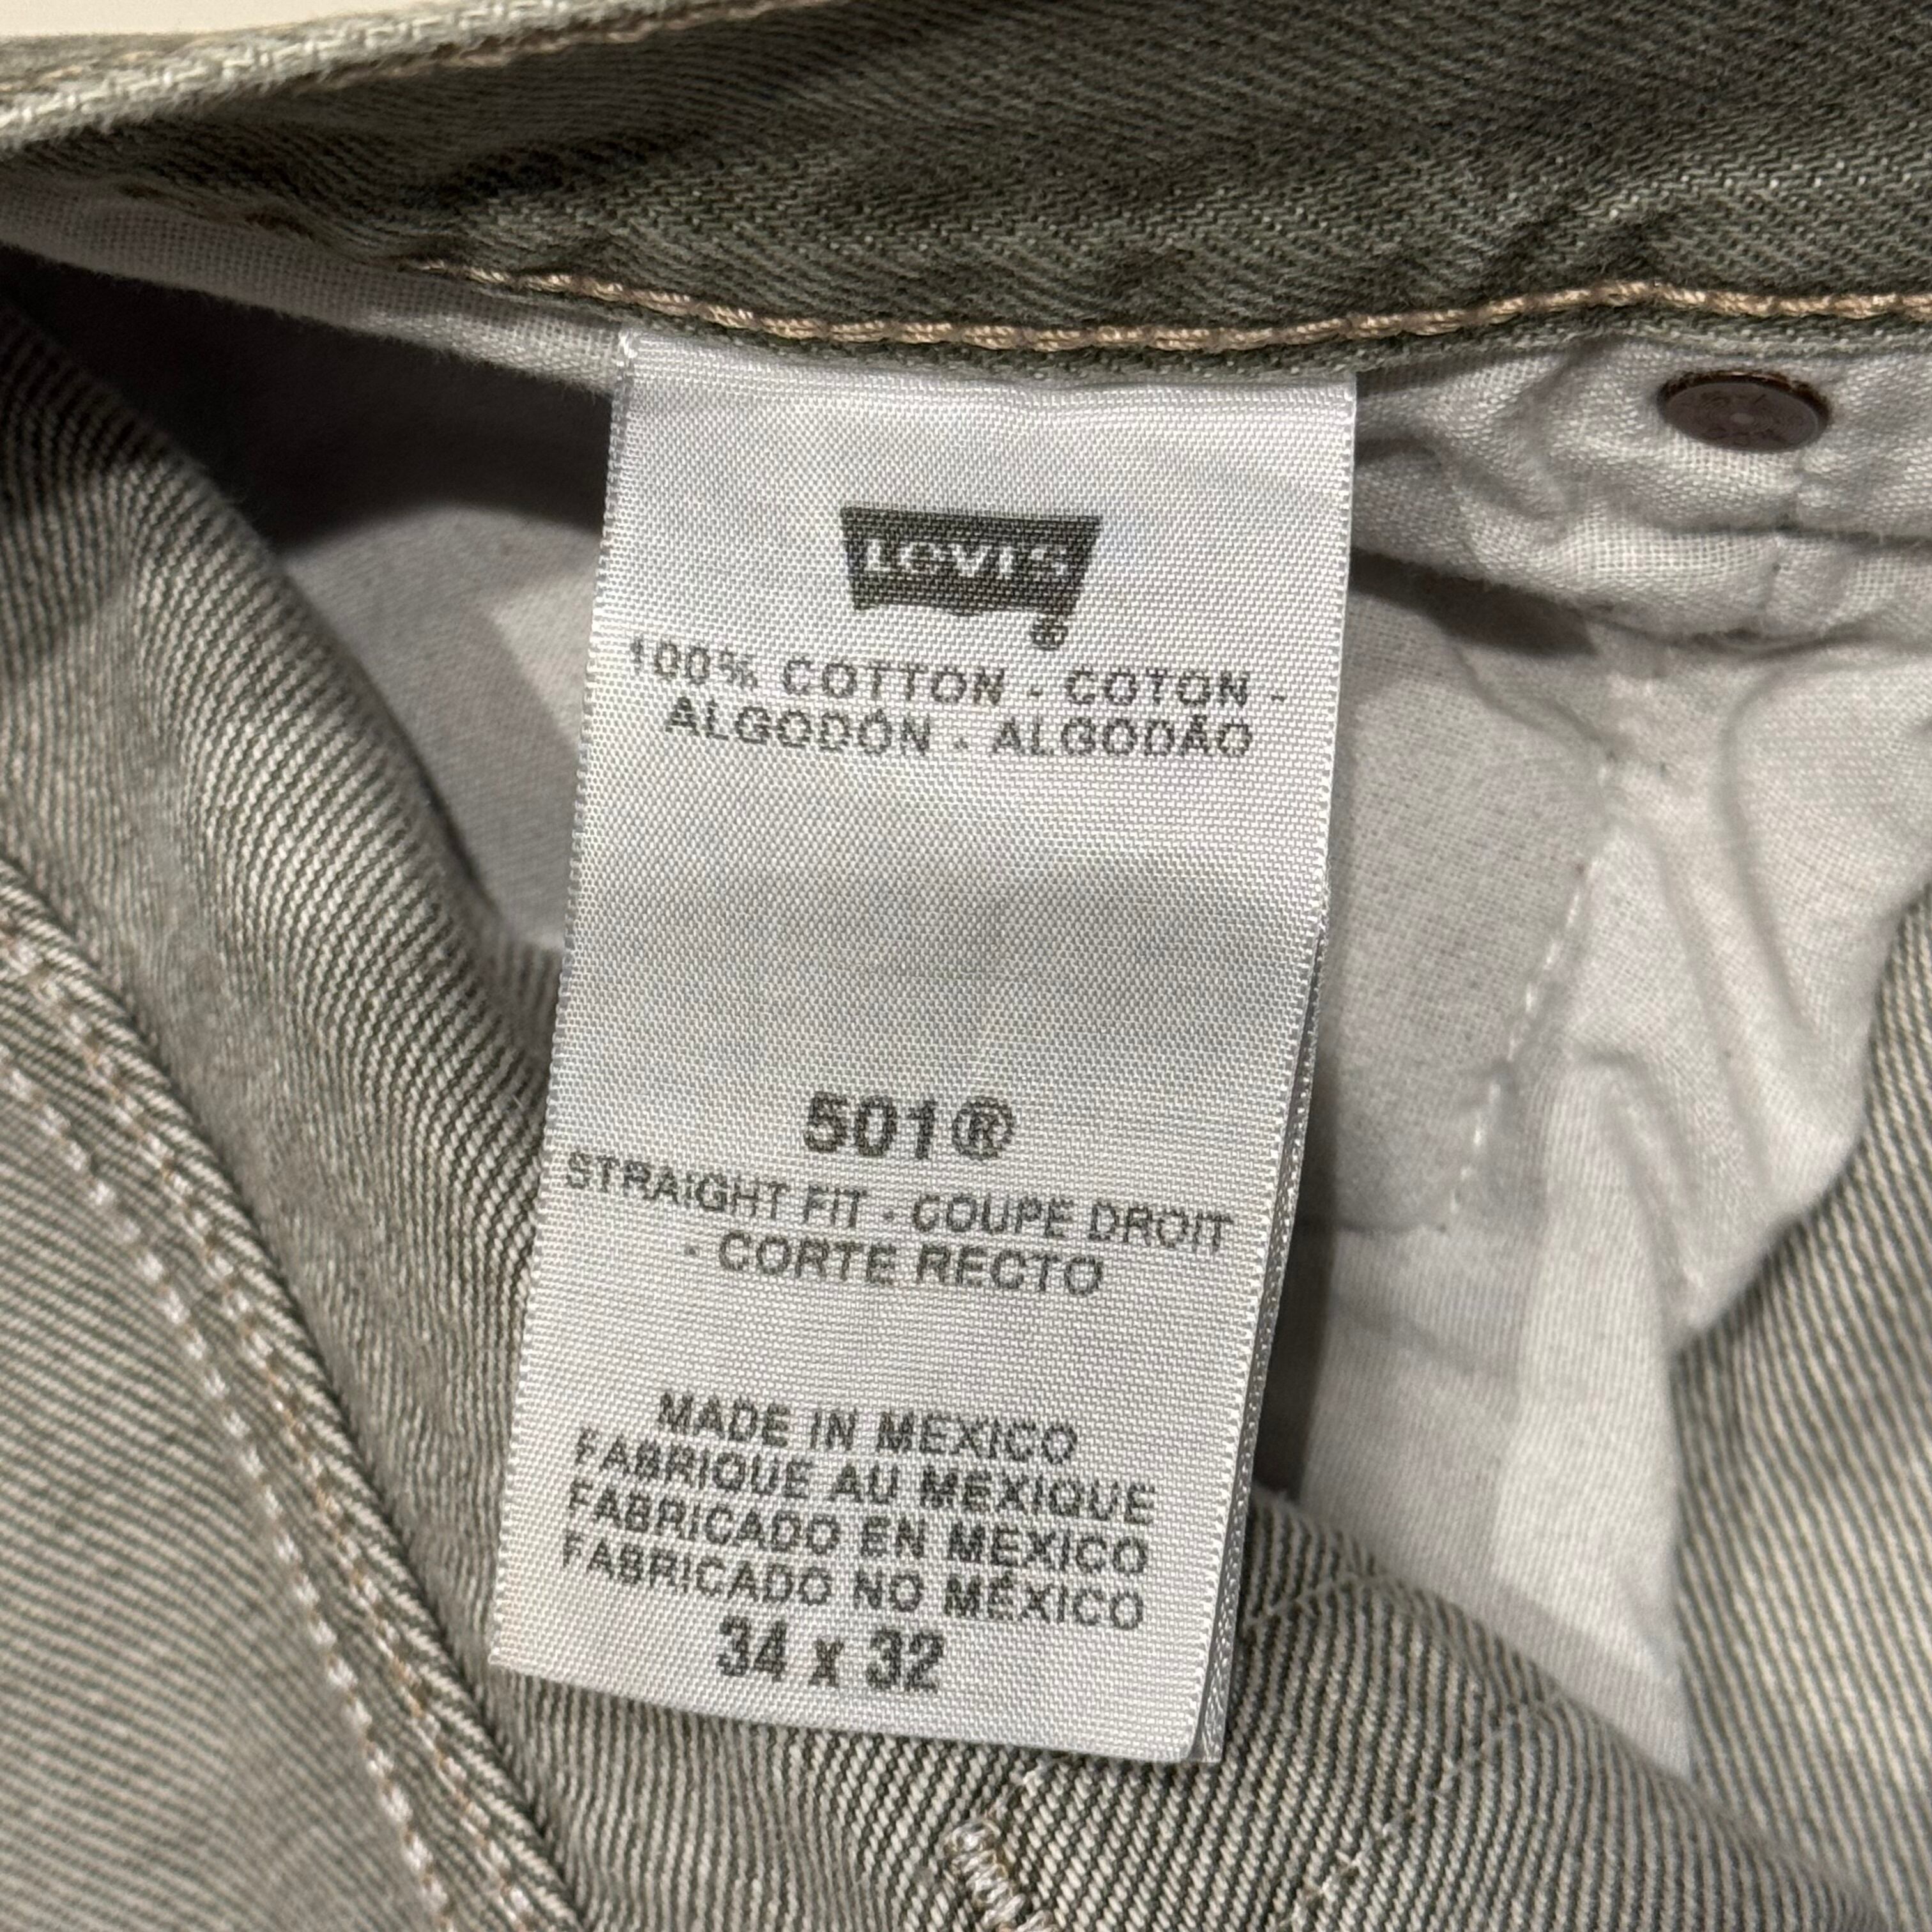 LEVI'S
®
100% COTTON - COTON -
ALGODÓN - ALGODÃO
501®
STRAIGHT FIT - COUPE DROIT
- CORTE RECTO
MADE IN MEXICO
FABRIQUE AU MEXIQUE
FABRICADO EN MEXICO
FABRICADO NO MÉXICO
34 x 32